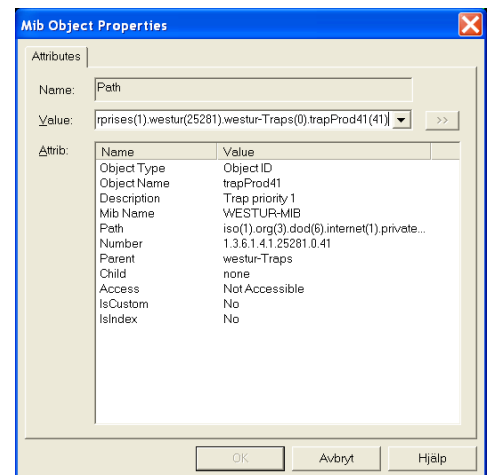 Mib Object Properties
Attributes
Name: Path
Value: rprises(1).westur(25281).westur-Traps(0).trapProd41(41) >>
Attrib: Name Value
Object Type Object ID
Object Name trapProd41
Description Trap priority 1
Mib Name WESTUR-MIB
Path iso(1).org(3).dod(6).internet(1).private...
Number 1.3.6.1.4.1.25281.0.41
Parent westur-Traps
Child none
Access Not Accessible
IsCustom No
IsIndex No
OK Avbryt Hjälp